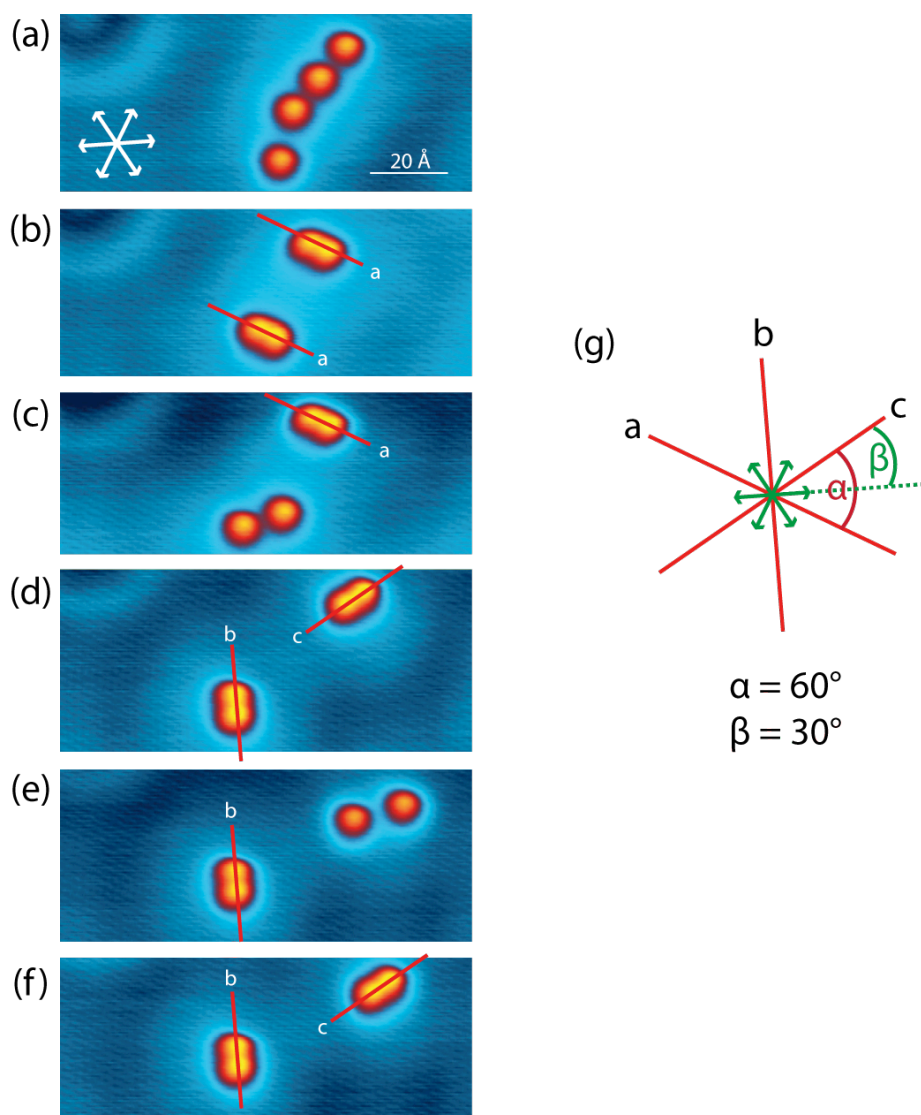 (a)
20 Å
(b)
a
a
(c)
a
(d)
b
c
(e)
b
(f)
b
c
(g)
b
a
c
β
α
α = 60°
β = 30°